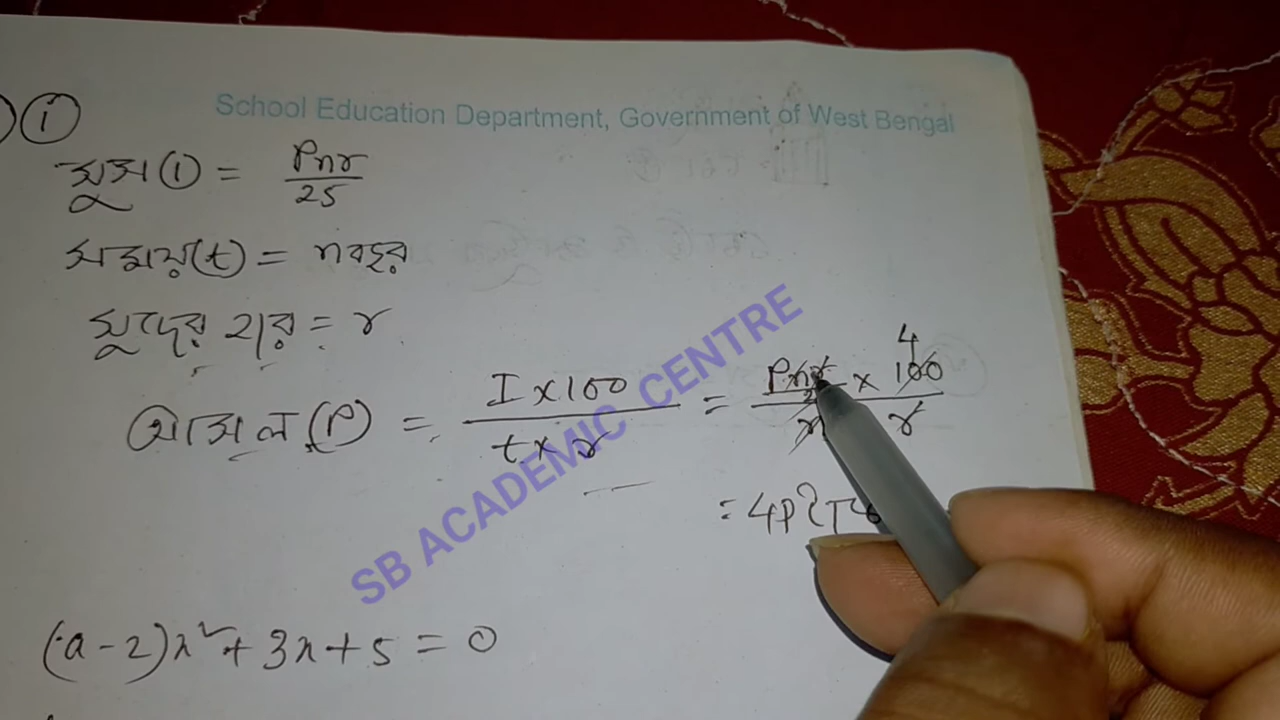 i
School Education Department, Government of West Bengal
সুদ (I) = Pnr/25
সময় (t) = n বছর
সুদের হার = r
আসল (P) = I×100/t×r = Pnr/ × 100/r
4
= 4P
SB ACADEMIC CENTRE
(a-2)x²+3x+5=0